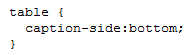 table {
  caption-side:bottom;
}